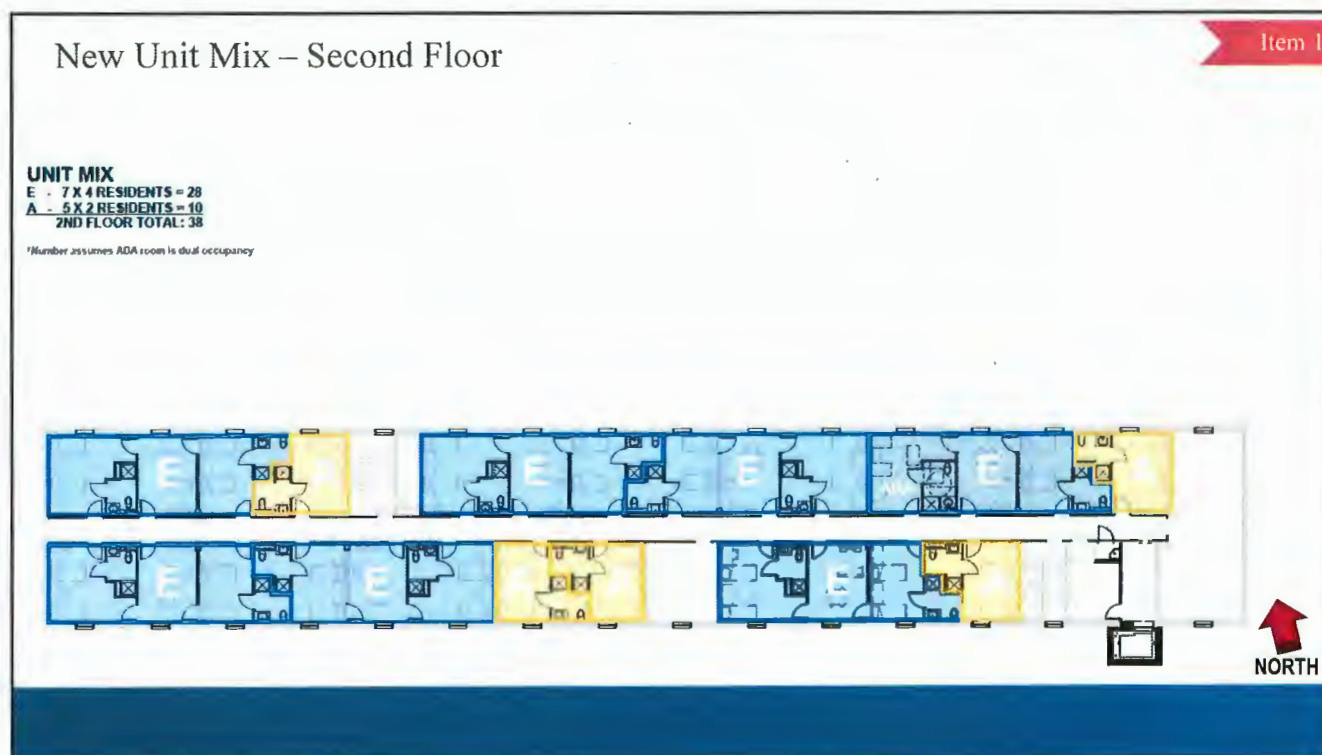 New Unit Mix – Second Floor
Item 1
UNIT MIX
E - 7 X 4 RESIDENTS = 28
A - 5 X 2 RESIDENTS = 10
2ND FLOOR TOTAL: 38
*Number assumes ADA room is dual occupancy
E
E
E
E
A
E
E
E
NORTH